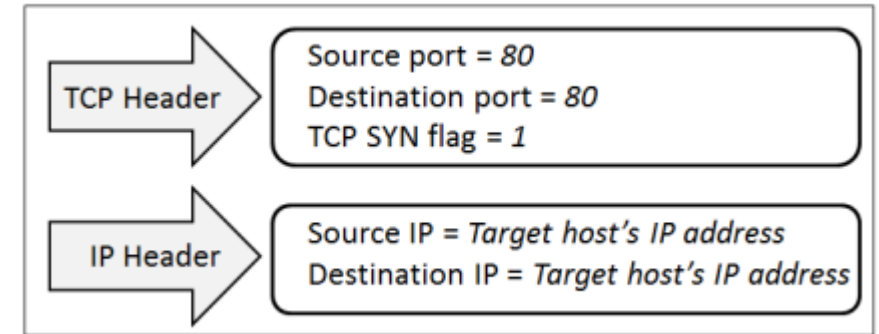 TCP Header
Source port = 80
Destination port = 80
TCP SYN flag = 1
IP Header
Source IP = Target host's IP address
Destination IP = Target host's IP address